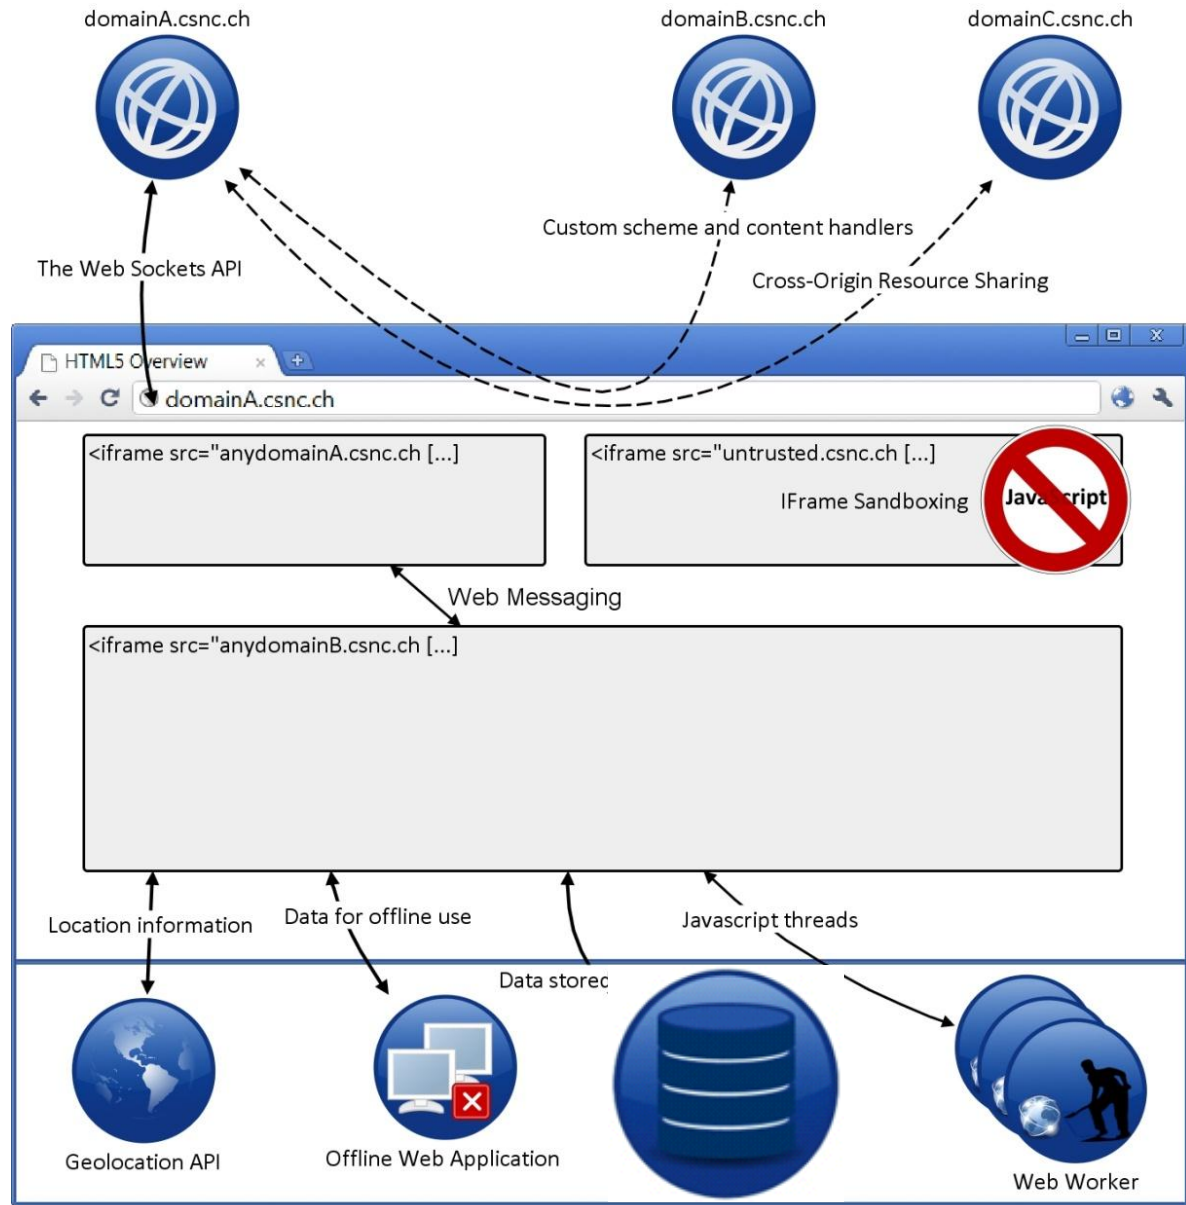 domainA.csnc.ch
domainB.csnc.ch
domainC.csnc.ch
Custom scheme and content handlers
The Web Sockets API
Cross-Origin Resource Sharing
HTML5 Overview
domainA.csnc.ch
<iframe src="anydomainA.csnc.ch [...]
<iframe src="untrusted.csnc.ch [...]
IFrame Sandboxing
JavaScript
Web Messaging
<iframe src="anydomainB.csnc.ch [...]
Location information
Data for offline use
Javascript threads
Data stored
Geolocation API
Offline Web Application
Web Worker